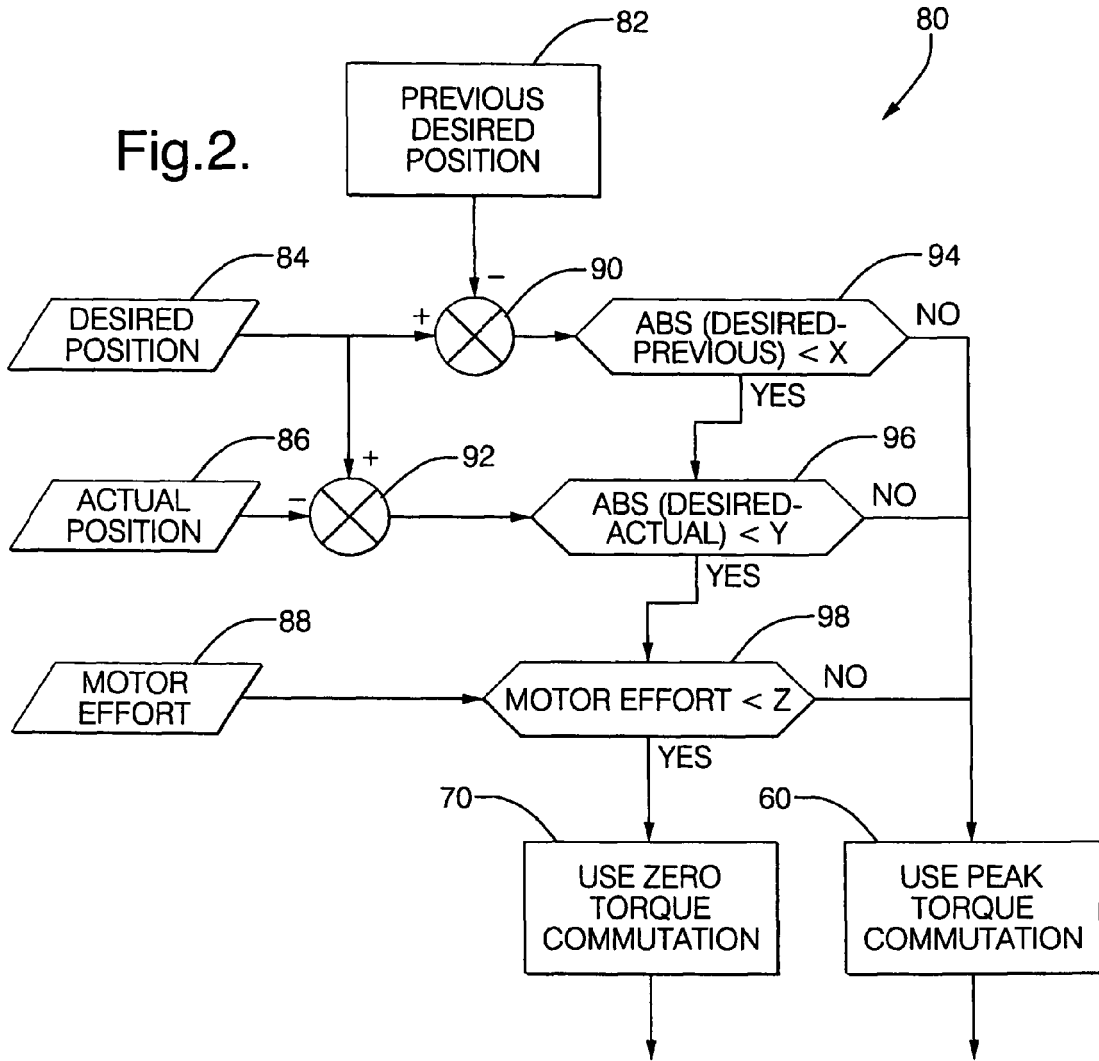 82
80
PREVIOUS
DESIRED
POSITION
Fig.2.
84
DESIRED
POSITION
+
−
90
94
ABS (DESIRED-
PREVIOUS) < X
NO
YES
86
ACTUAL
POSITION
−
+
92
96
ABS (DESIRED-
ACTUAL) < Y
NO
YES
88
MOTOR
EFFORT
98
MOTOR EFFORT < Z
NO
YES
70
USE ZERO
TORQUE
COMMUTATION
60
USE PEAK
TORQUE
COMMUTATION